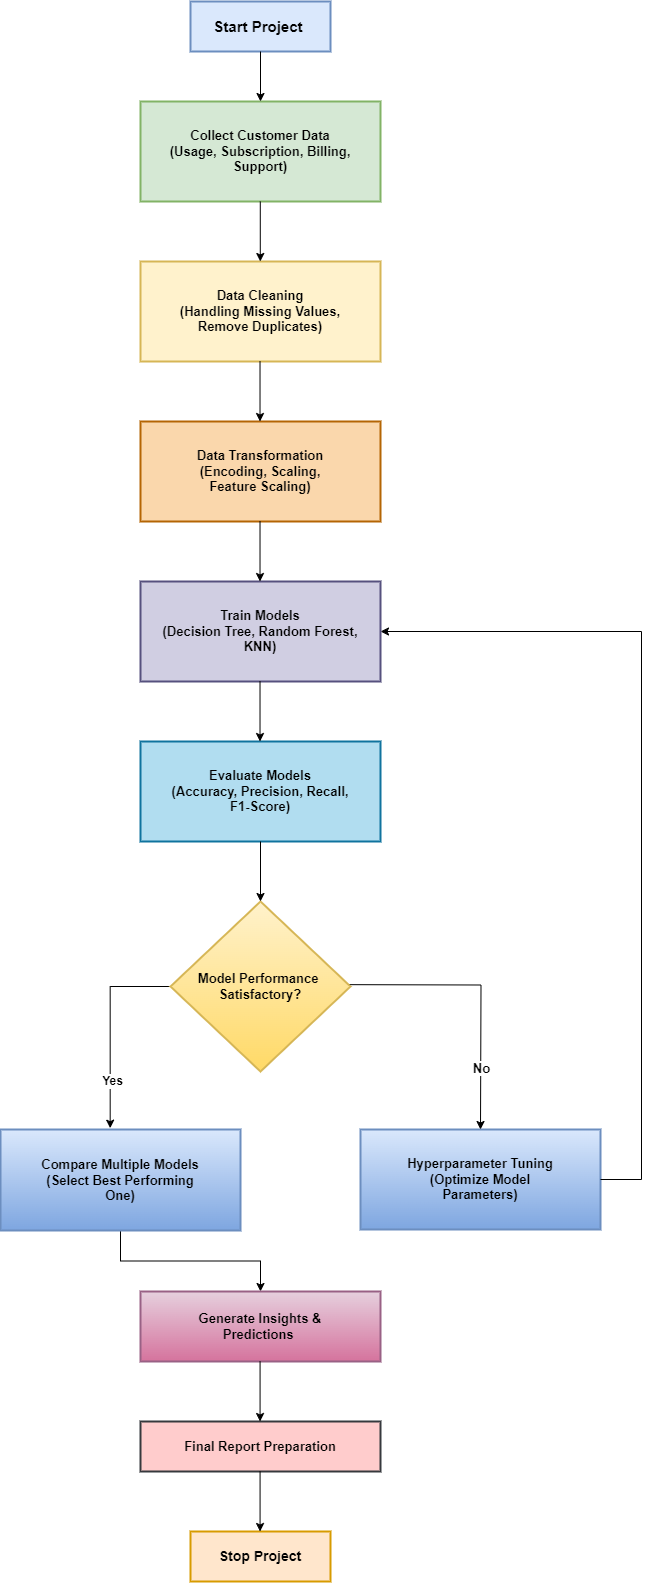 Start Project
Collect Customer Data
(Usage, Subscription, Billing,
Support)
Data Cleaning
(Handling Missing Values,
Remove Duplicates)
Data Transformation
(Encoding, Scaling,
Feature Scaling)
Train Models
(Decision Tree, Random Forest,
KNN)
Evaluate Models
(Accuracy, Precision, Recall,
F1-Score)
Model Performance
Satisfactory?
Yes
No
Compare Multiple Models
(Select Best Performing
One)
Hyperparameter Tuning
(Optimize Model
Parameters)
Generate Insights &
Predictions
Final Report Preparation
Stop Project